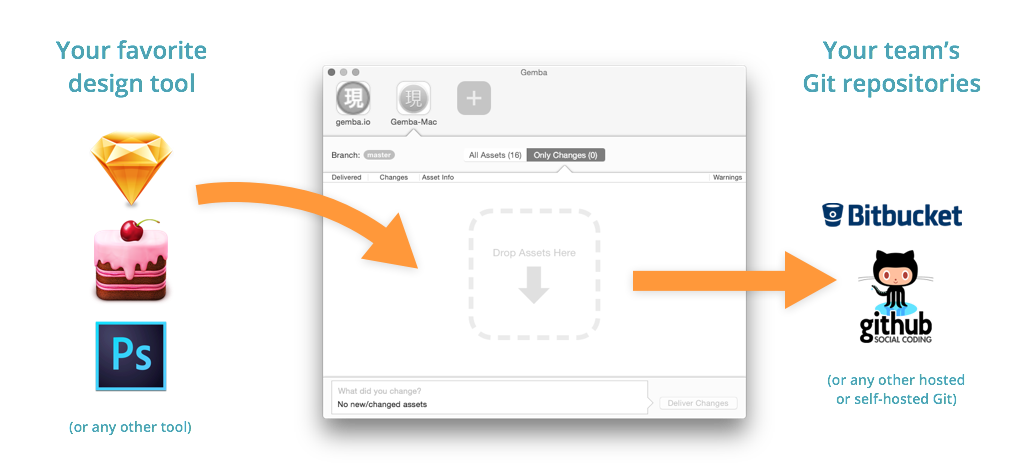 Your favorite
design tool
Ps
(or any other tool)
Gemba
現 現 +
gemba.io Gemba-Mac
Branch: master All Assets (16) Only Changes (0)
Delivered Changes Asset Info Warnings
Drop Assets Here
What did you change?
No new/changed assets
Deliver Changes
Your team’s
Git repositories
Bitbucket
github
SOCIAL CODING
(or any other hosted
or self-hosted Git)